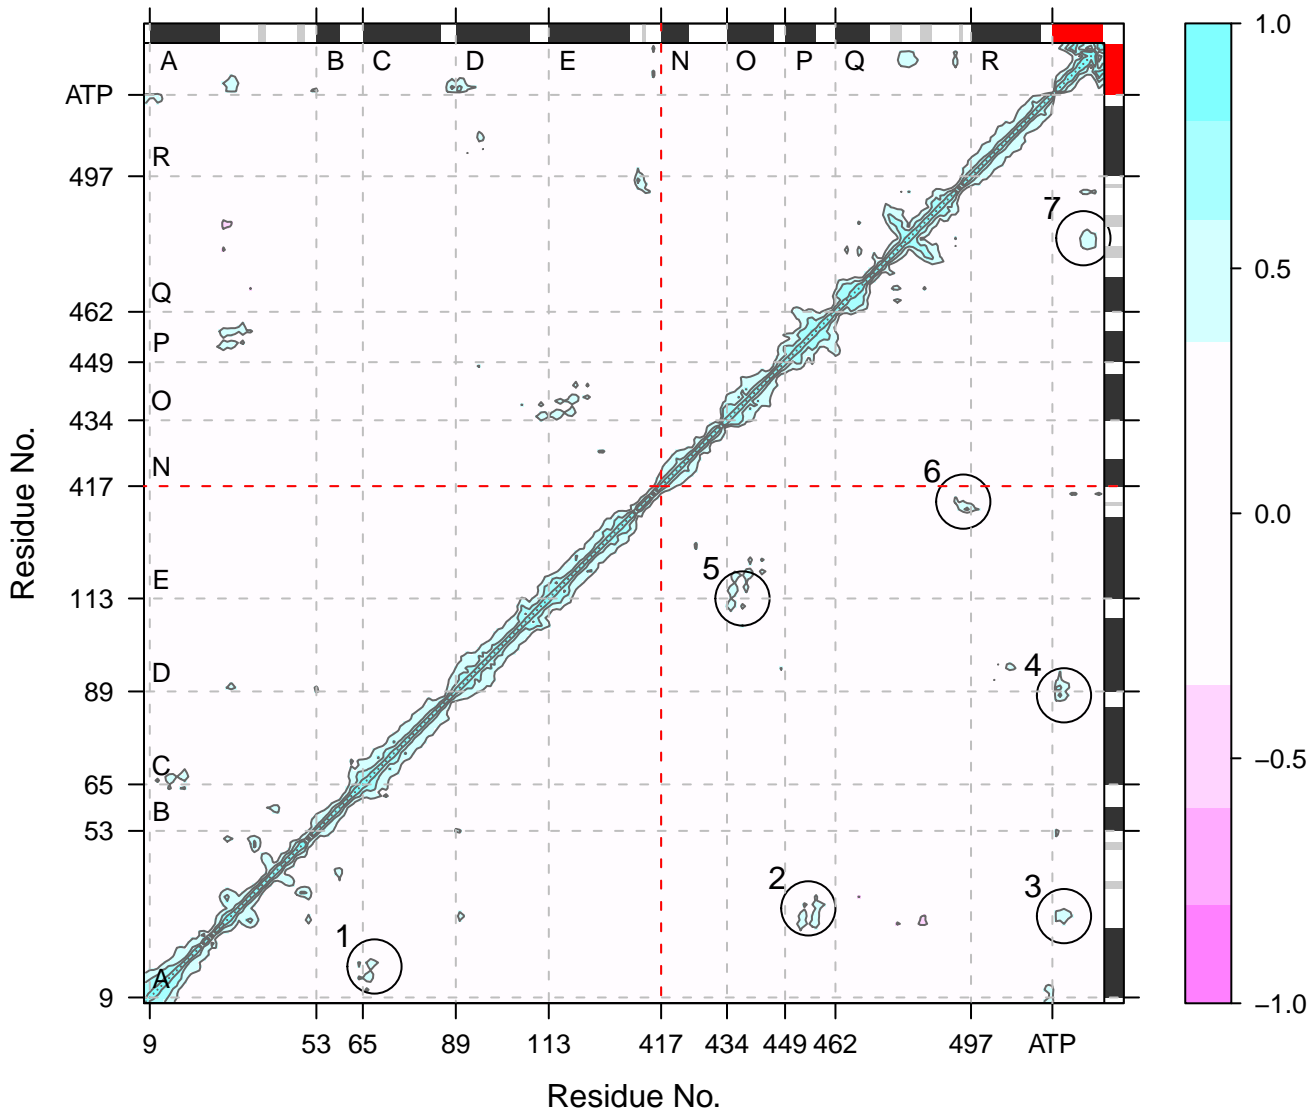 A B C D E N O P Q R
1.0
ATP
R
497
7
0.5
Q
462
P
449
O
434
N
417
6
0.0
5
E
113
D
89
4
−0.5
C
65
B
53
2
3
1
A
9
−1.0
9 53 65 89 113 417 434 449 462 497 ATP
Residue No.
Residue No.